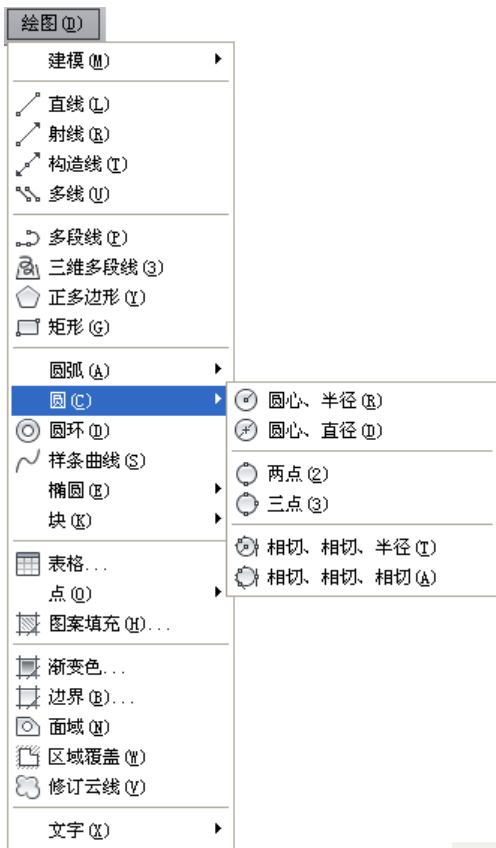 绘图(D)
建模(M)
直线(L)
射线(R)
构造线(T)
多线(U)
多段线(P)
三维多段线(3)
正多边形(Y)
矩形(G)
圆弧(A)
圆(C)
圆心、半径(R)
圆心、直径(D)
两点(2)
三点(3)
相切、相切、半径(T)
相切、相切、相切(A)
圆环(D)
样条曲线(S)
椭圆(E)
块(K)
表格...
点(O)
图案填充(H)...
渐变色...
边界(B)...
面域(N)
区域覆盖(W)
修订云线(V)
文字(X)